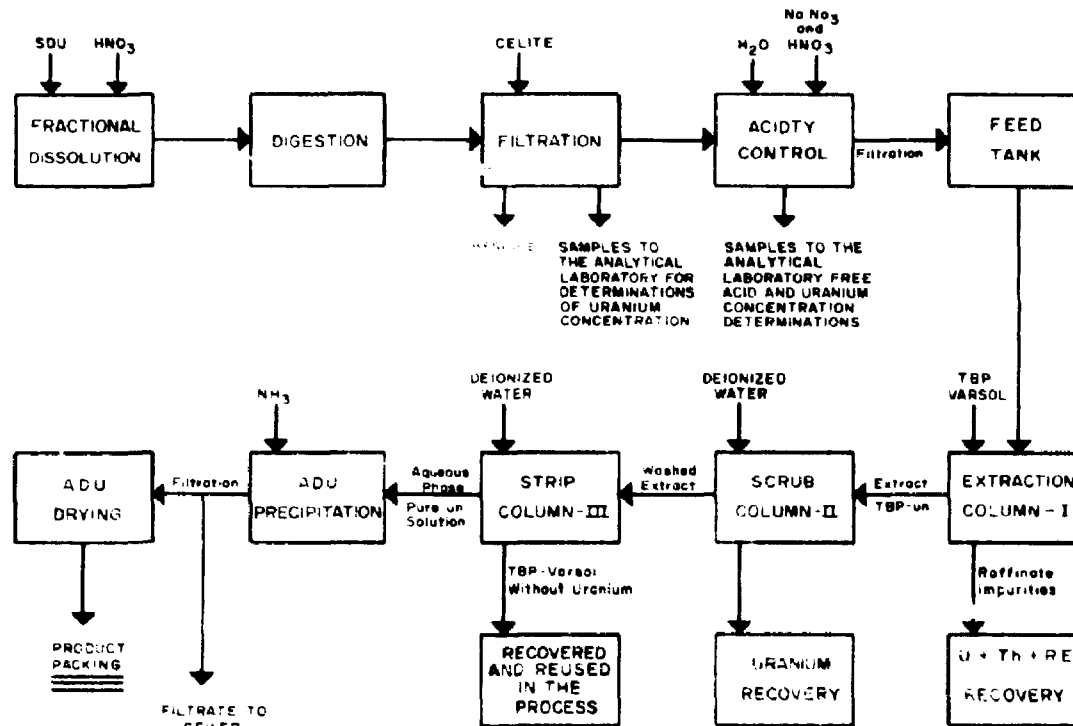 SDU
HNO3
CELITE
H2O
Na No3
and
HNO3
FRACTIONAL
DISSOLUTION
DIGESTION
FILTRATION
ACIDTY
CONTROL
Filtration
FEED
TANK
SAMPLES TO
THE ANALYTICAL
LABORATORY FOR
DETERMINATIONS
OF URANIUM
CONCENTRATION
SAMPLES TO THE
ANALYTICAL
LABORATORY FREE
ACID AND URANIUM
CONCENTRATION
DETERMINATIONS
NH3
DEIONIZED
WATER
DEIONIZED
WATER
TBP
VARSOL
ADU
DRYING
Filtration
ADU
PRECIPITATION
Aqueous
Phase
Pure un
Solution
STRIP
COLUMN-III
Washed
Extract
SCRUB
COLUMN-II
Extract
TBP-un
EXTRACTION
COLUMN-I
TBP-Varsol
Without Uranium
Raffinate
impurities
PRODUCT
PACKING
FILTRATE TO
RECOVERED
AND REUSED
IN THE
PROCESS
URANIUM
RECOVERY
U + Th + RE
RECOVERY